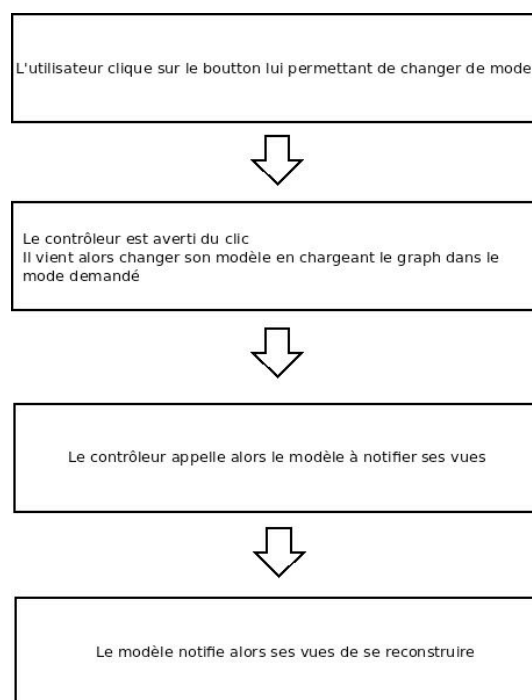 L'utilisateur clique sur le boutton lui permettant de changer de mode
Le contrôleur est averti du clic
Il vient alors changer son modèle en chargeant le graph dans le
mode demandé
Le contrôleur appelle alors le modèle à notifier ses vues
Le modèle notifie alors ses vues de se reconstruire